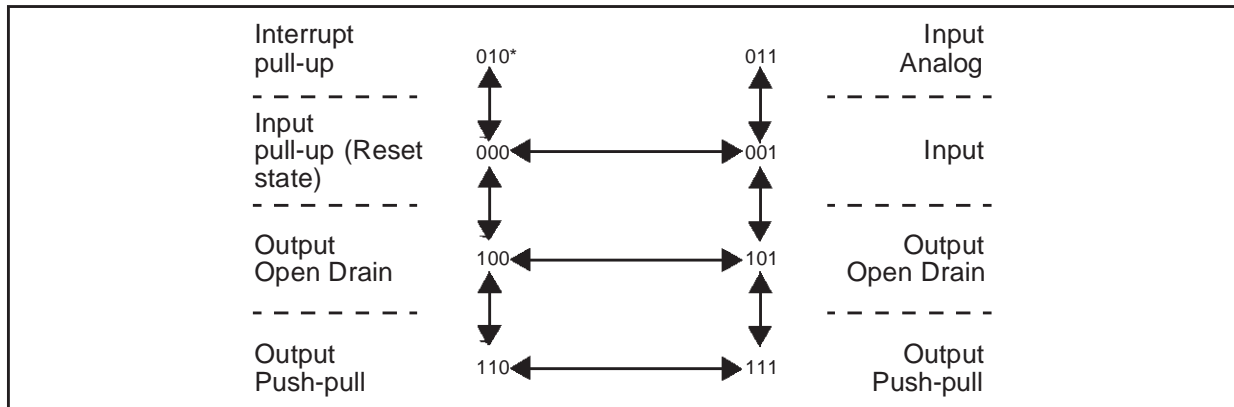 Interrupt
pull-up
010*
011
Input
Analog
Input
pull-up (Reset
state)
000
001
Input
Output
Open Drain
100
101
Output
Open Drain
Output
Push-pull
110
111
Output
Push-pull